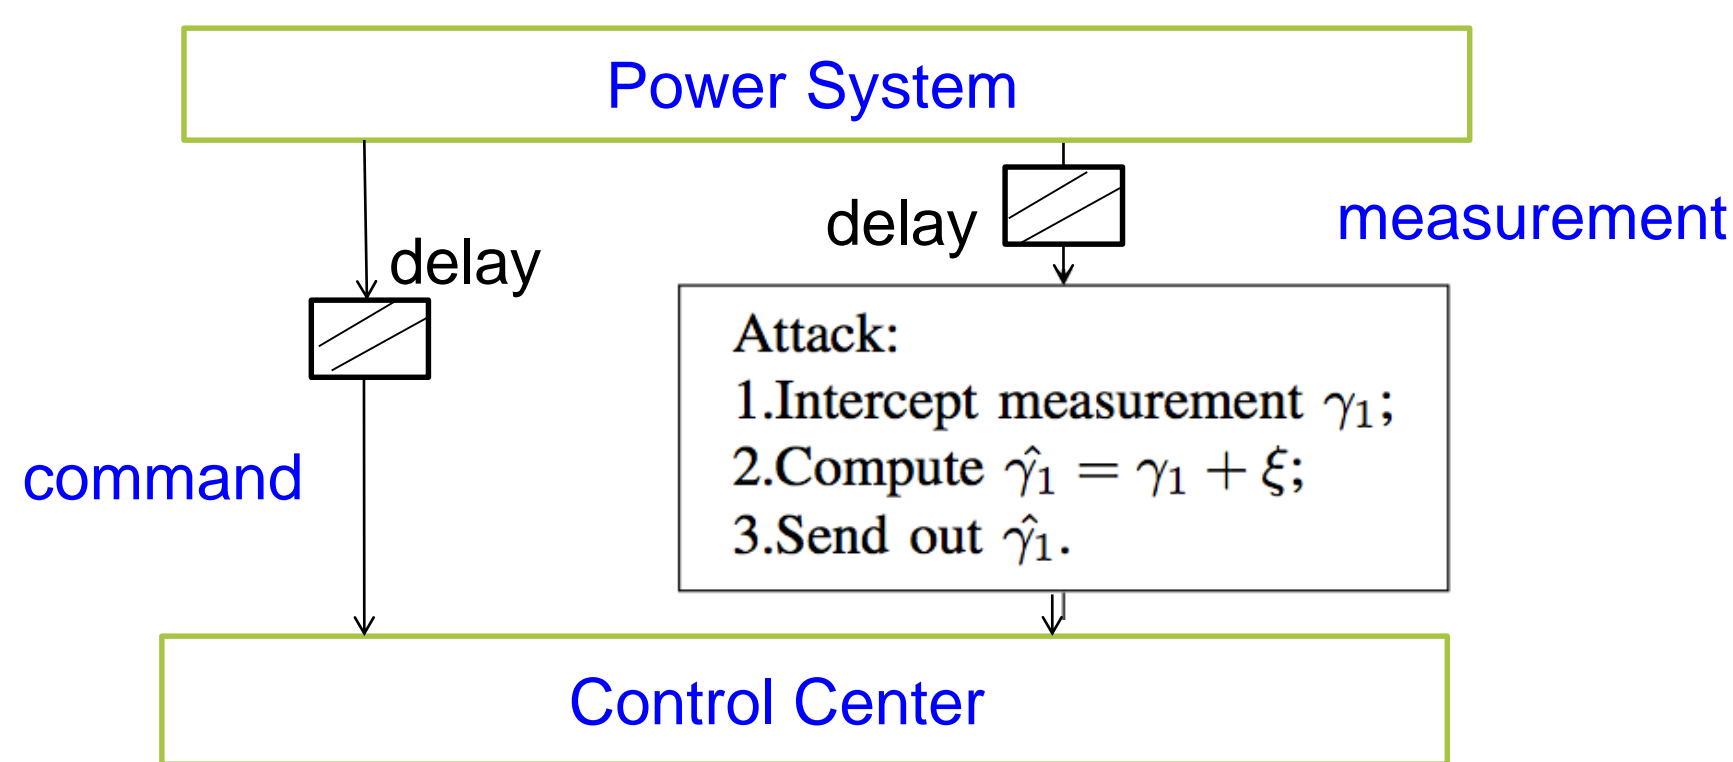 Power System
delay
measurement
delay
Attack:
1.Intercept measurement γ₁;
2.Compute γ̂₁ = γ₁ + ξ;
3.Send out γ̂₁.
command
Control Center